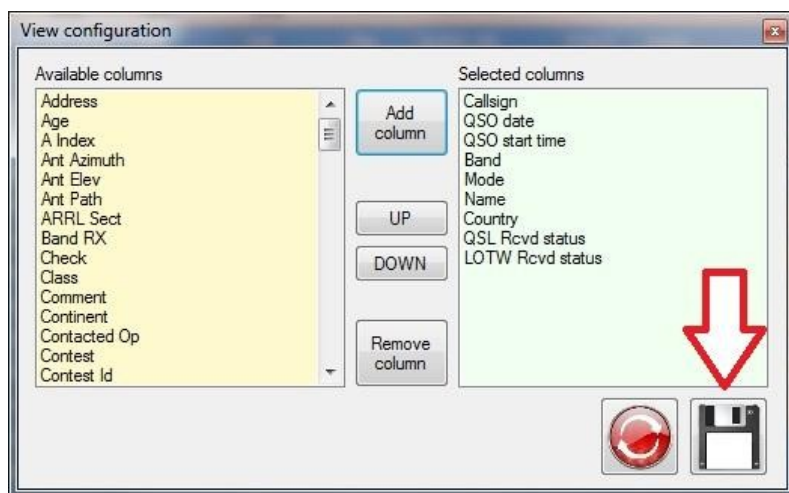 View configuration
Available columns
Address
Age
A Index
Ant Azimuth
Ant Elev
Ant Path
ARRL Sect
Band RX
Check
Class
Comment
Continent
Contacted Op
Contest
Contest Id
Add
column
UP
DOWN
Remove
column
Selected columns
Callsign
QSO date
QSO start time
Band
Mode
Name
Country
QSL Rcvd status
LOTW Rcvd status